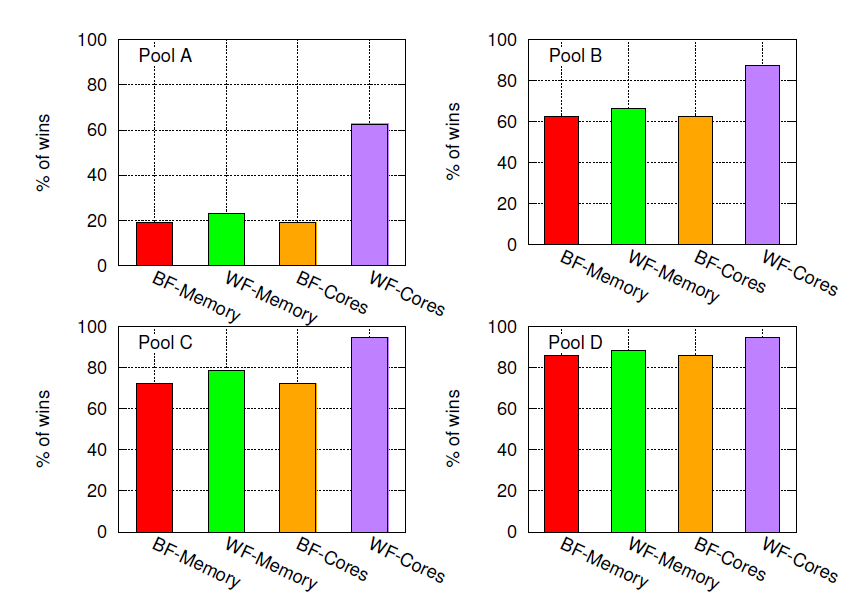 Pool A
% of wins
100
80
60
40
20
0
BF-Memory
WF-Memory
BF-Cores
WF-Cores
Pool B
% of wins
100
80
60
40
20
0
BF-Memory
WF-Memory
BF-Cores
WF-Cores
Pool C
% of wins
100
80
60
40
20
0
BF-Memory
WF-Memory
BF-Cores
WF-Cores
Pool D
% of wins
100
80
60
40
20
0
BF-Memory
WF-Memory
BF-Cores
WF-Cores